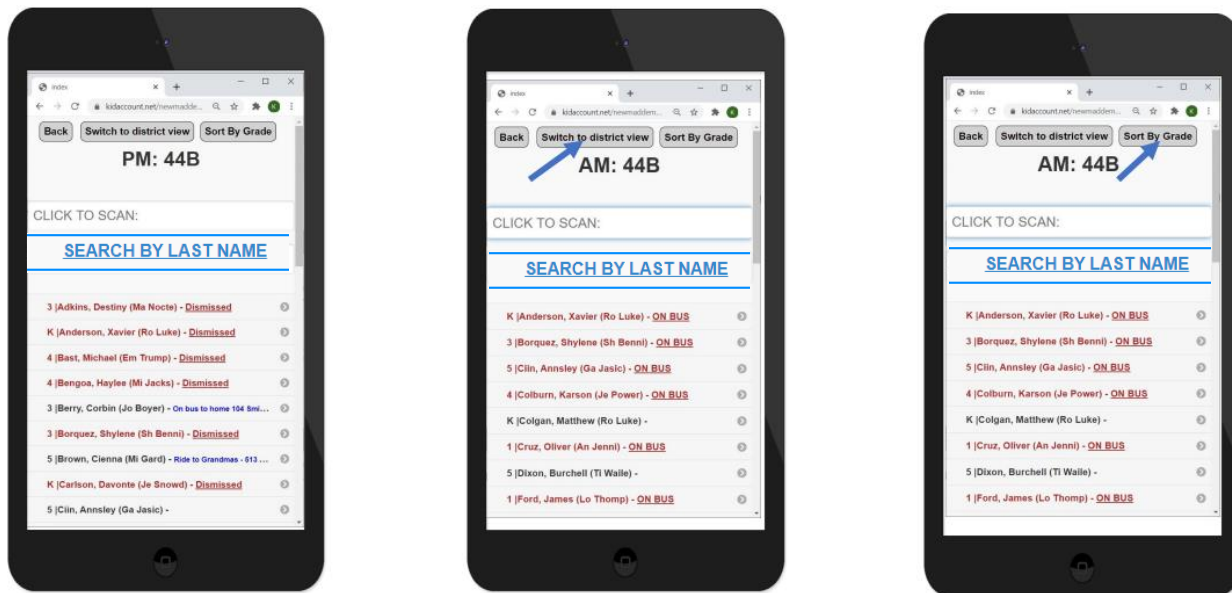 index
kidaccount.net/newmadde...
Back
Switch to district view
Sort By Grade
PM: 44B
CLICK TO SCAN:
SEARCH BY LAST NAME
3 |Adkins, Destiny (Ma Nocte) - Dismissed
K |Anderson, Xavier (Ro Luke) - Dismissed
4 |Bast, Michael (Em Trump) - Dismissed
4 |Bengoa, Haylee (Mi Jacks) - Dismissed
3 |Berry, Corbin (Jo Boyer) - On bus to home 104 Smi...
3 |Borquez, Shylene (Sh Benni) - Dismissed
5 |Brown, Cienna (Mi Gard) - Ride to Grandmas - 613 ...
K |Carlson, Davonte (Je Snowd) - Dismissed
5 |Ciin, Annsley (Ga Jasic) -
index
kidaccount.net/newmaddem...
Back
Switch to district view
Sort By Grade
AM: 44B
CLICK TO SCAN:
SEARCH BY LAST NAME
K |Anderson, Xavier (Ro Luke) - ON BUS
3 |Borquez, Shylene (Sh Benni) - ON BUS
5 |Ciin, Annsley (Ga Jasic) - ON BUS
4 |Colburn, Karson (Je Power) - ON BUS
K |Colgan, Matthew (Ro Luke) -
1 |Cruz, Oliver (An Jenni) - ON BUS
5 |Dixon, Burchell (Ti Waile) -
1 |Ford, James (Lo Thomp) - ON BUS
index
kidaccount.net/newmaddem...
Back
Switch to district view
Sort By Grade
AM: 44B
CLICK TO SCAN:
SEARCH BY LAST NAME
K |Anderson, Xavier (Ro Luke) - ON BUS
3 |Borquez, Shylene (Sh Benni) - ON BUS
5 |Ciin, Annsley (Ga Jasic) - ON BUS
4 |Colburn, Karson (Je Power) - ON BUS
K |Colgan, Matthew (Ro Luke) -
1 |Cruz, Oliver (An Jenni) - ON BUS
5 |Dixon, Burchell (Ti Waile) -
1 |Ford, James (Lo Thomp) - ON BUS